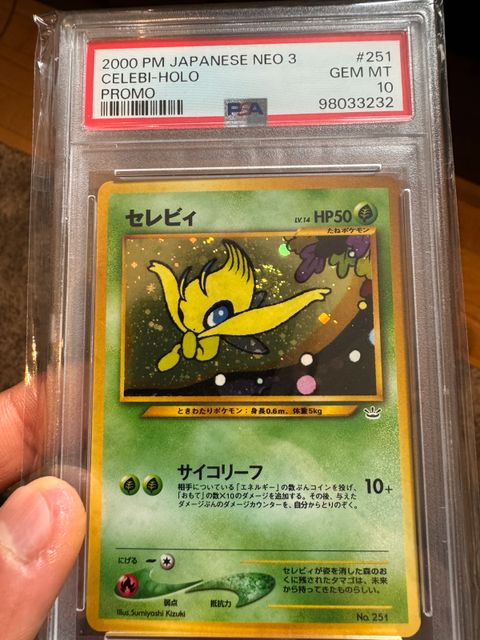 2000 PM JAPANESE NEO 3 #251
CELEBI-HOLO GEM MT
PROMO 10
PSA 98033232
セレビィ LV.14 HP50
たねポケモン
ときわたりポケモン：身長0.6m、体重5kg
サイコリーフ 10+
相手についている「エネルギー」の数ぶんコインを投げ、
「おもて」の数×10のダメージを追加する。その後、与えた
ダメージぶんのダメージカウンターを、自分からとりのぞく。
にげる
弱点 抵抗力
セレビィが姿を消した森のお
くに残されたタマゴは、未来
から持ってきたものらしい。
Illus.Sumiyoshi Kizuki No.251